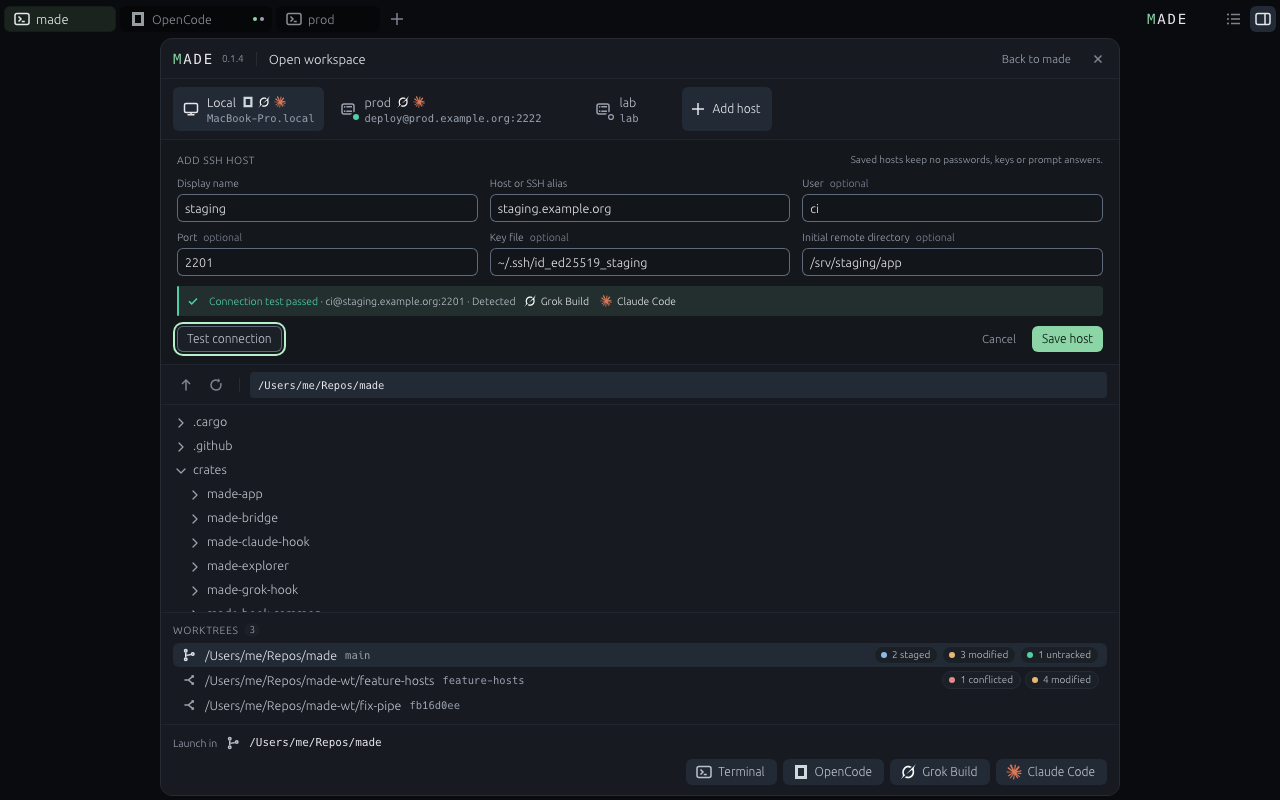 made OpenCode prod MADE
MADE 0.1.4 Open workspace Back to made
Local prod lab Add host
MacBook-Pro.local deploy@prod.example.org:2222 lab
ADD SSH HOST Saved hosts keep no passwords, keys or prompt answers.
Display name Host or SSH alias User optional
staging staging.example.org ci
Port optional Key file optional Initial remote directory optional
2201 ~/.ssh/id_ed25519_staging /srv/staging/app
Connection test passed · ci@staging.example.org:2201 · Detected Grok Build Claude Code
Test connection Cancel Save host
/Users/me/Repos/made
.cargo
.github
crates
made-app
made-bridge
made-claude-hook
made-explorer
made-grok-hook
WORKTREES 3
/Users/me/Repos/made main 2 staged 3 modified 1 untracked
/Users/me/Repos/made-wt/feature-hosts feature-hosts 1 conflicted 4 modified
/Users/me/Repos/made-wt/fix-pipe fb16d0ee
Launch in /Users/me/Repos/made
Terminal OpenCode Grok Build Claude Code